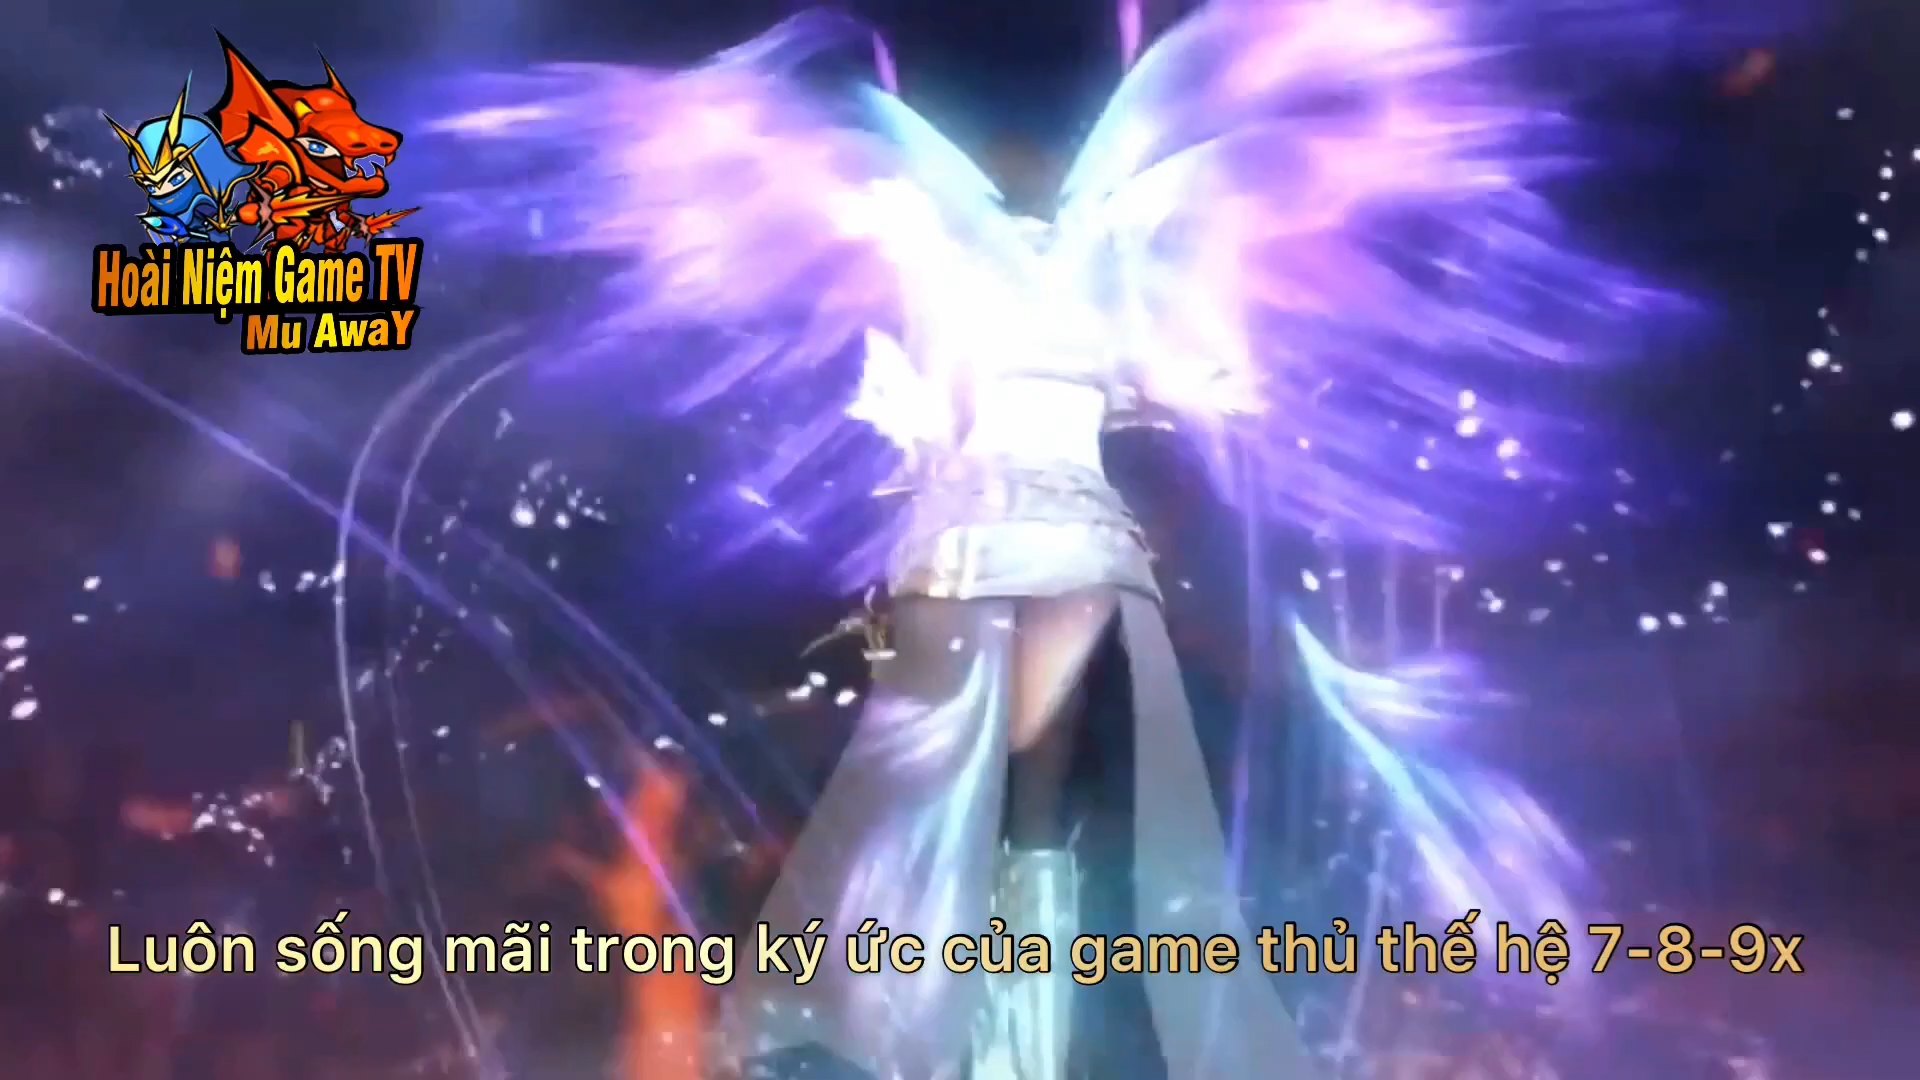 Hoài Niệm Game TV
Mu AwaY
Luôn sống mãi trong ký ức của game thủ thế hệ 7-8-9x